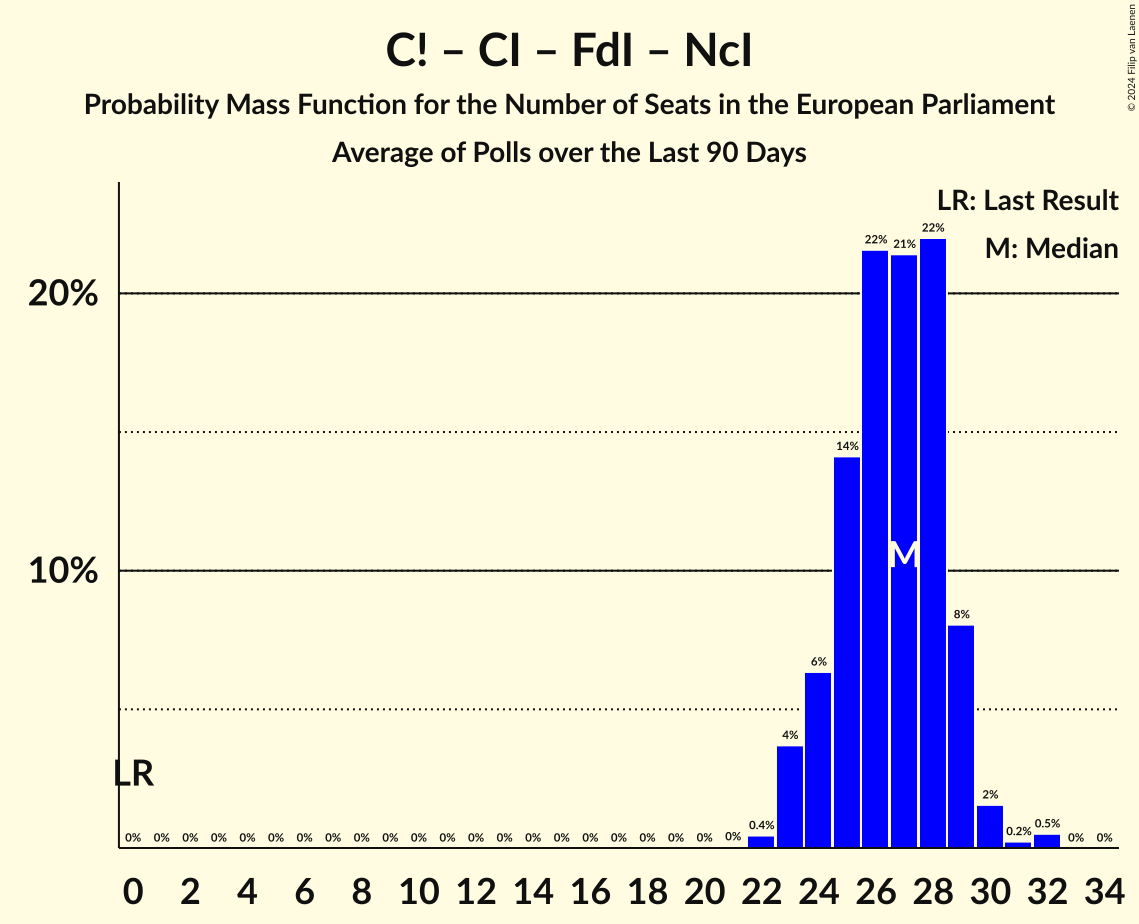 C! – CI – FdI – NcI
Probability Mass Function for the Number of Seats in the European Parliament
Average of Polls over the Last 90 Days
© 2024 Filip van Laenen
LR: Last Result
M: Median
20%
10%
22% 21% 22%
14%
M
8%
6%
4%
LR
2%
0% 0% 0% 0% 0% 0% 0% 0% 0% 0% 0% 0% 0% 0% 0% 0% 0% 0% 0% 0% 0% 0% 0.4% 0.2% 0.5% 0% 0%
0 2 4 6 8 10 12 14 16 18 20 22 24 26 28 30 32 34